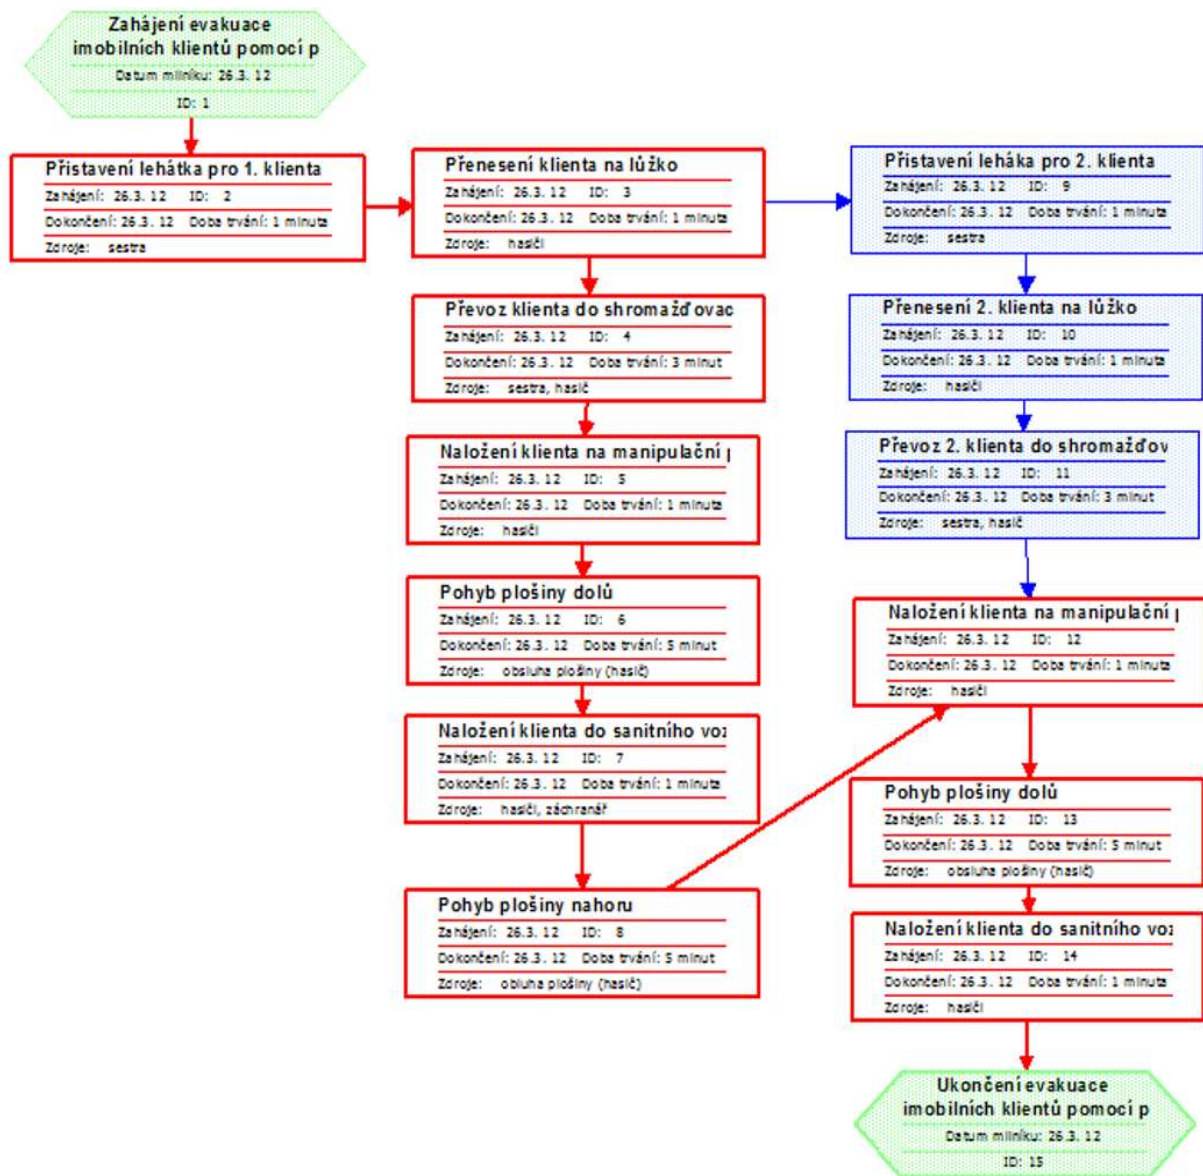 Zahájení evakuace
imobilních klientů pomocí p
Datum milníku: 26.3. 12
ID: 1
Přistavení lehátka pro 1. klienta
Zahájení: 26.3. 12 ID: 2
Dokončení: 26.3. 12 Doba trvání: 1 minuta
Zdroje: sestra
Přenesení klienta na lůžko
Zahájení: 26.3. 12 ID: 3
Dokončení: 26.3. 12 Doba trvání: 1 minuta
Zdroje: hasiči
Přistavení leháka pro 2. klienta
Zahájení: 26.3. 12 ID: 9
Dokončení: 26.3. 12 Doba trvání: 1 minuta
Zdroje: sestra
Převoz klienta do shromažďovac
Zahájení: 26.3. 12 ID: 4
Dokončení: 26.3. 12 Doba trvání: 3 minut
Zdroje: sestra, hasič
Přenesení 2. klienta na lůžko
Zahájení: 26.3. 12 ID: 10
Dokončení: 26.3. 12 Doba trvání: 1 minuta
Zdroje: hasiči
Naložení klienta na manipulační p
Zahájení: 26.3. 12 ID: 5
Dokončení: 26.3. 12 Doba trvání: 1 minuta
Zdroje: hasiči
Převoz 2. klienta do shromažďov
Zahájení: 26.3. 12 ID: 11
Dokončení: 26.3. 12 Doba trvání: 3 minut
Zdroje: sestra, hasič
Pohyb plošiny dolů
Zahájení: 26.3. 12 ID: 6
Dokončení: 26.3. 12 Doba trvání: 5 minut
Zdroje: obsluha plošiny (hasič)
Naložení klienta na manipulační p
Zahájení: 26.3. 12 ID: 12
Dokončení: 26.3. 12 Doba trvání: 1 minuta
Zdroje: hasiči
Naložení klienta do sanitního voz
Zahájení: 26.3. 12 ID: 7
Dokončení: 26.3. 12 Doba trvání: 1 minuta
Zdroje: hasiči, záchranář
Pohyb plošiny dolů
Zahájení: 26.3. 12 ID: 13
Dokončení: 26.3. 12 Doba trvání: 5 minut
Zdroje: obsluha plošiny (hasič)
Pohyb plošiny nahoru
Zahájení: 26.3. 12 ID: 8
Dokončení: 26.3. 12 Doba trvání: 5 minut
Zdroje: obluha plošiny (hasič)
Naložení klienta do sanitního voz
Zahájení: 26.3. 12 ID: 14
Dokončení: 26.3. 12 Doba trvání: 1 minuta
Zdroje: hasiči
Ukončení evakuace
imobilních klientů pomocí p
Datum milníku: 26.3. 12
ID: 15